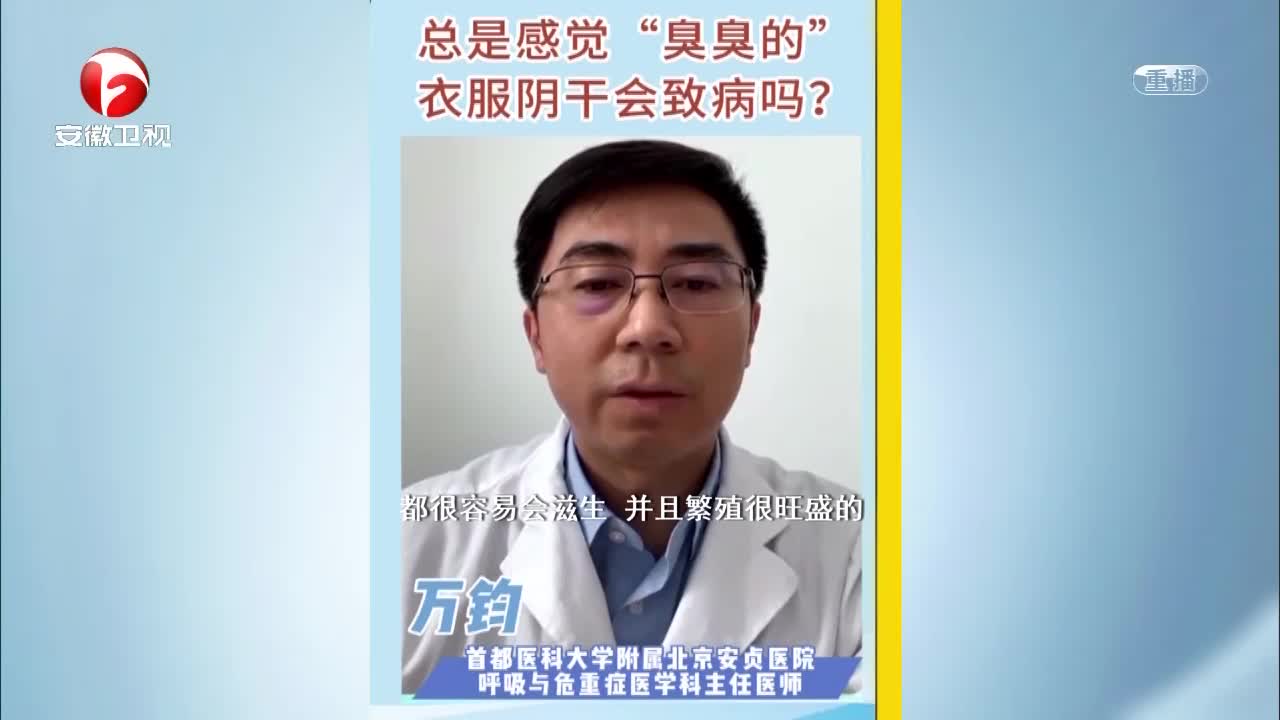 总是感觉“臭臭的”
衣服阴干会致病吗？
安徽卫视
重播
都很容易会滋生 并且繁殖很旺盛的
万钧
首都医科大学附属北京安贞医院
呼吸与危重症医学科主任医师